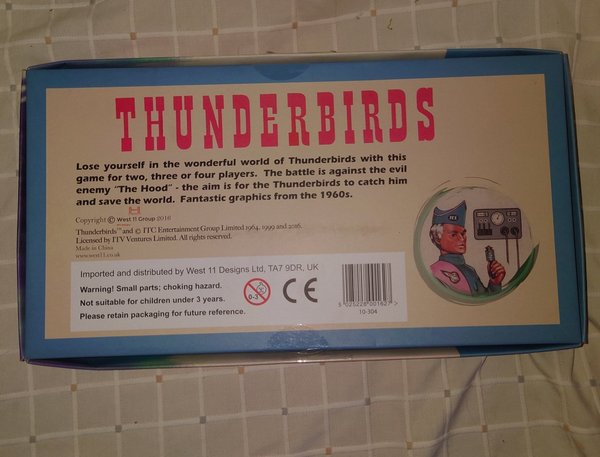 THUNDERBIRDS
Lose yourself in the wonderful world of Thunderbirds with this
game for two, three or four players. The battle is against the evil
enemy "The Hood" - the aim is for the Thunderbirds to catch him
and save the world. Fantastic graphics from the 1960s.
Copyright © West 11 Group 2016
Thunderbirds™ and © ITC Entertainment Group Limited 1964, 1999 and 2016.
Licensed by ITV Ventures Limited. All rights reserved.
Made in China
www.west11.co.uk
Imported and distributed by West 11 Designs Ltd, TA7 9DR, UK
Warning! Small parts; choking hazard.
Not suitable for children under 3 years.
Please retain packaging for future reference.
0-3
CE
5 025228 001627 >
10-304